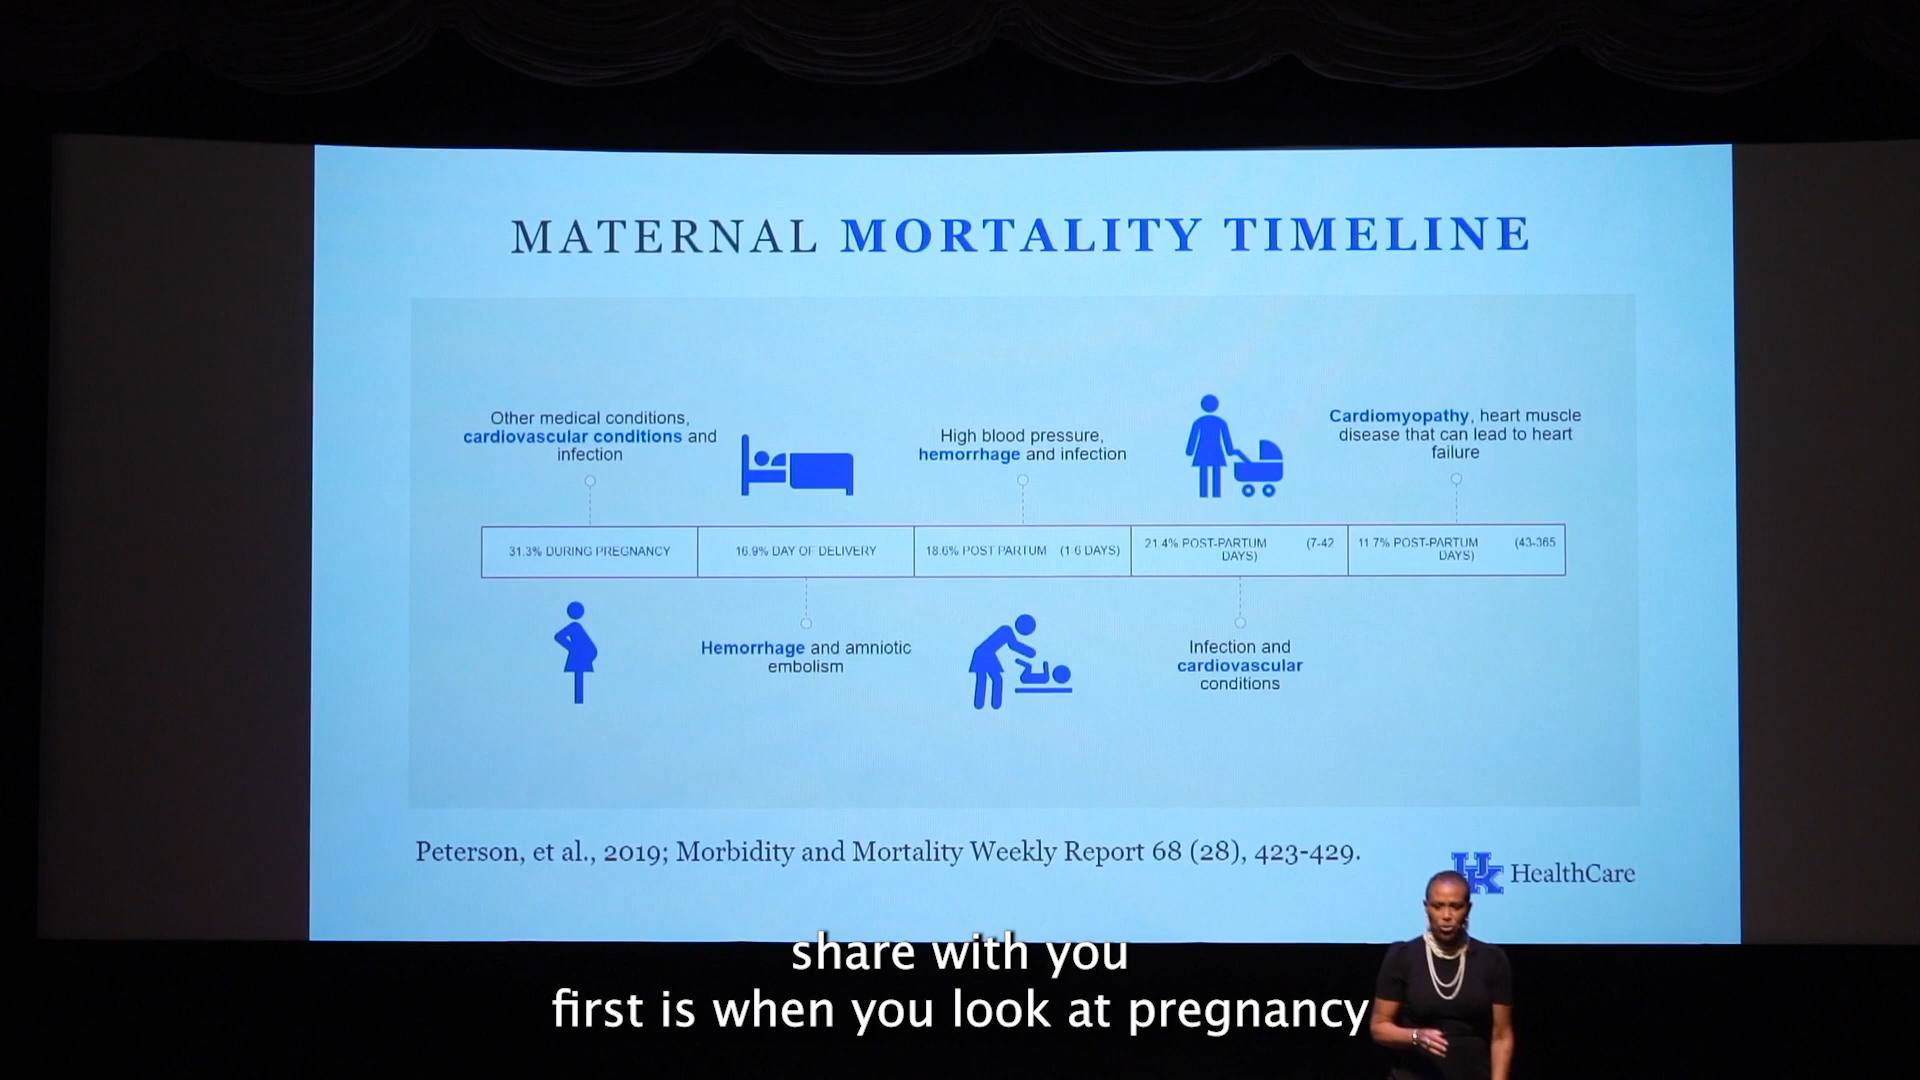 MATERNAL MORTALITY TIMELINE
Other medical conditions,
cardiovascular conditions and
infection
High blood pressure,
hemorrhage and infection
Cardiomyopathy, heart muscle
disease that can lead to heart
failure
31.3% DURING PREGNANCY
16.9% DAY OF DELIVERY
18.6% POST PARTUM (1-6 DAYS)
21.4% POST-PARTUM (7-42
DAYS)
11.7% POST-PARTUM (43-365
DAYS)
Hemorrhage and amniotic
embolism
Infection and
cardiovascular
conditions
Peterson, et al., 2019; Morbidity and Mortality Weekly Report 68 (28), 423-429.
UK HealthCare
share with you
first is when you look at pregnancy